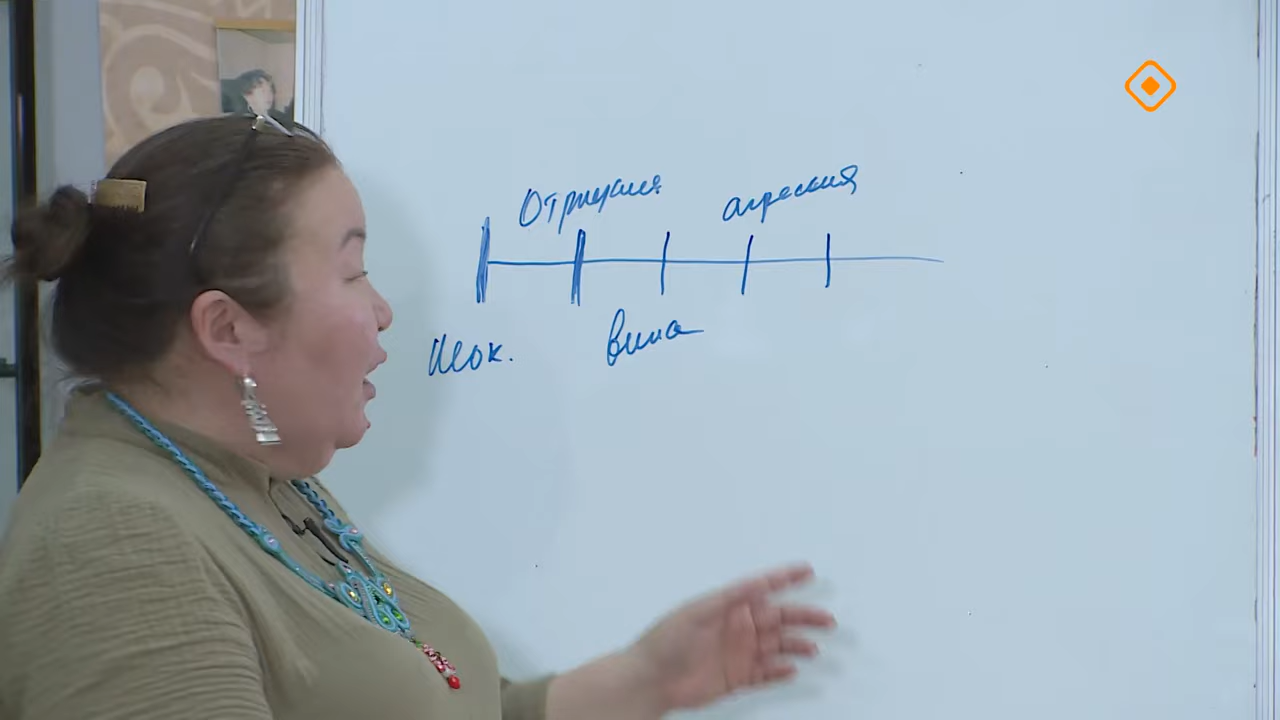 Отрицание
агрессия
Шок.
вина